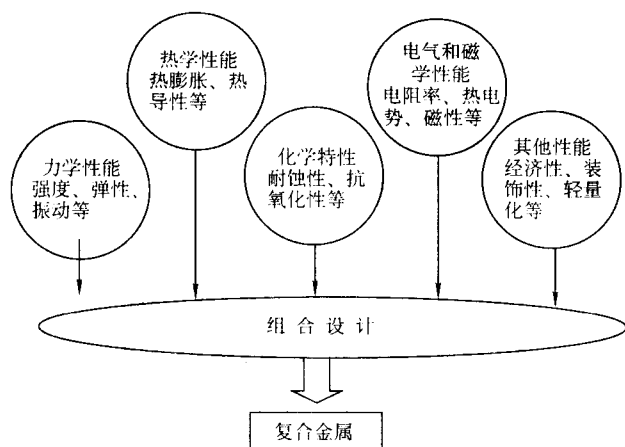 热学性能
热膨胀、热
导性等
电气和磁
学性能
电阻率、热电
势、磁性等
力学性能
强度、弹性、
振动等
化学特性
耐蚀性、抗
氧化性等
其他性能
经济性、装
饰性、轻量
化等
组合设计
复合金属